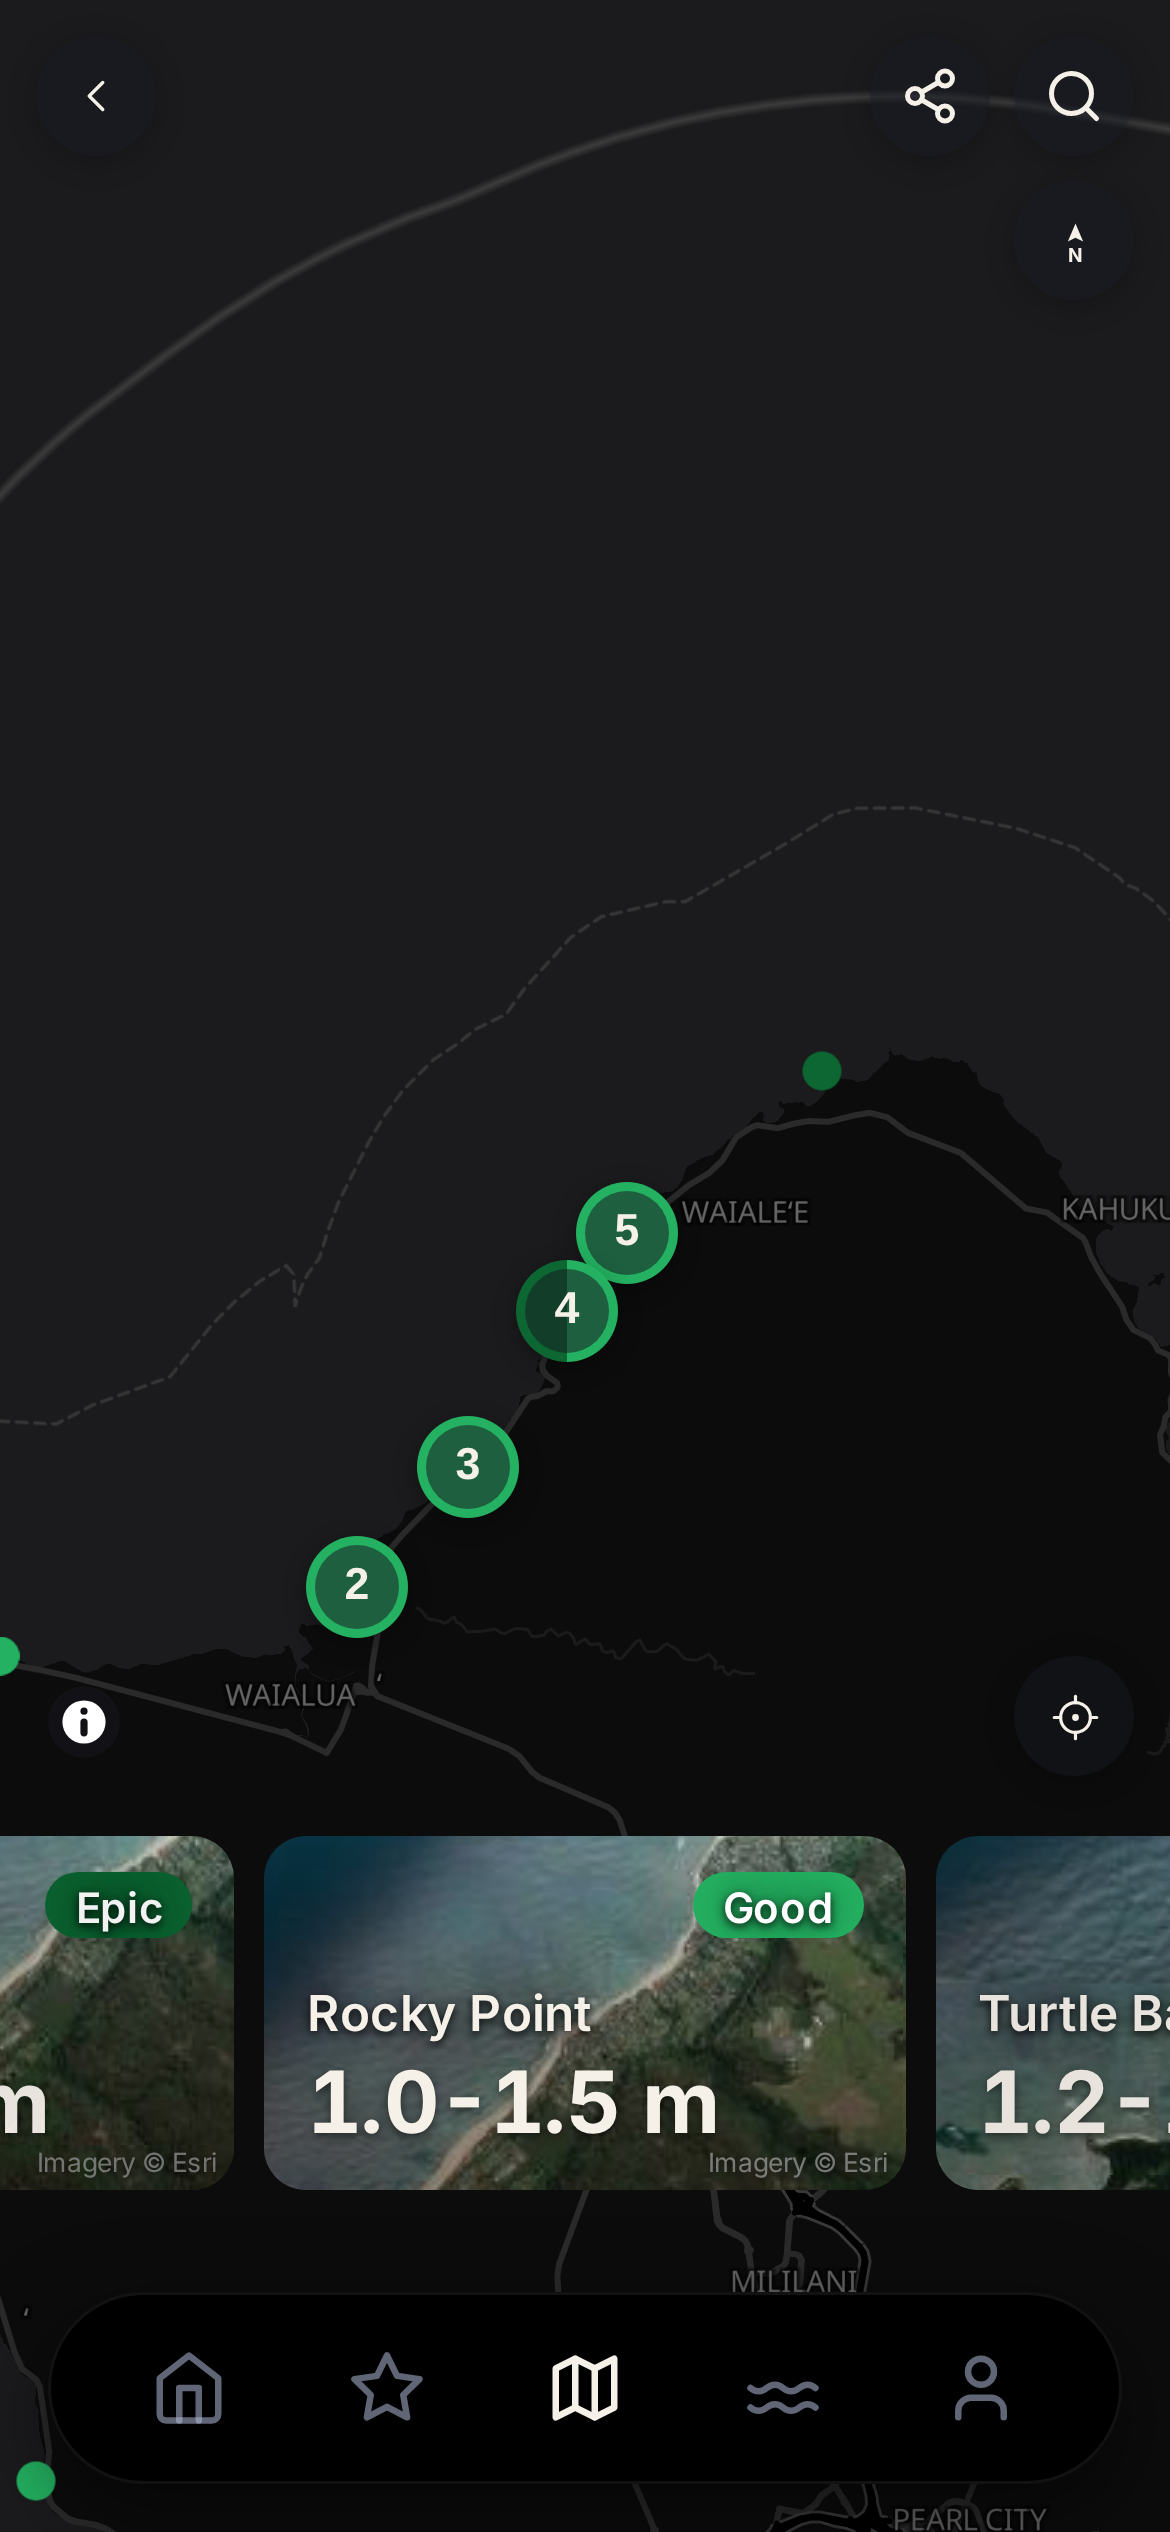 N
WAIALEʻE
KAHUKU
5
4
3
2
WAIALUA
Epic
m
Imagery © Esri
Good
Rocky Point
1.0-1.5 m
Imagery © Esri
Turtle Ba
1.2-
MILILANI
PEARL CITY